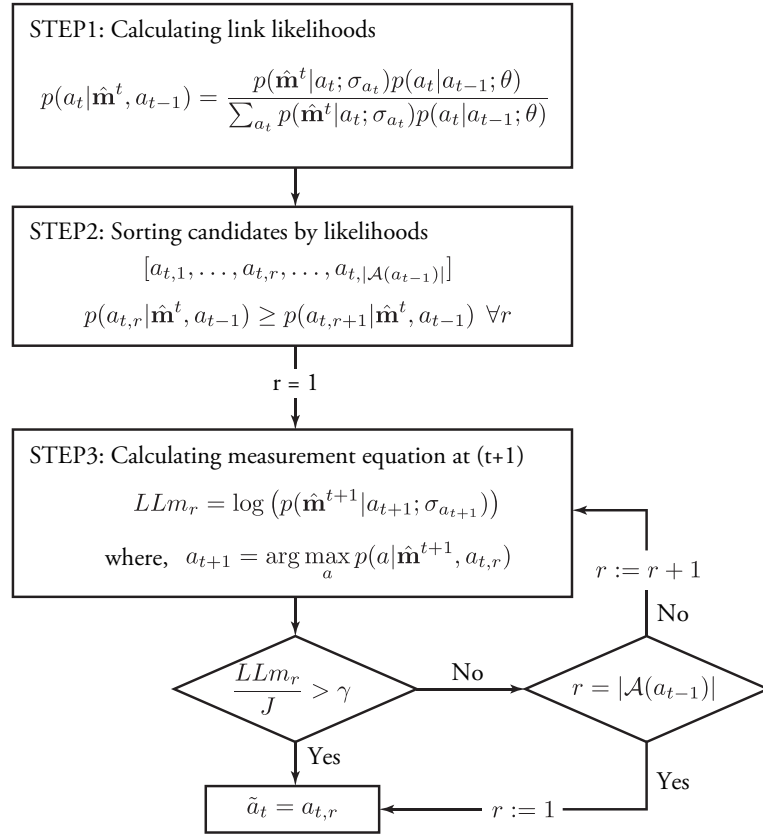 STEP1: Calculating link likelihoods
p(a_t|m̂^t, a_{t-1}) = \frac{p(m̂^t|a_t; σ_{a_t})p(a_t|a_{t-1}; θ)}{∑_{a_t} p(m̂^t|a_t; σ_{a_t})p(a_t|a_{t-1}; θ)}
STEP2: Sorting candidates by likelihoods
[a_{t,1}, . . . , a_{t,r}, . . . , a_{t,|𝒜(a_{t-1})|}]
p(a_{t,r}|m̂^t, a_{t-1}) ≥ p(a_{t,r+1}|m̂^t, a_{t-1}) ∀r
r = 1
STEP3: Calculating measurement equation at (t+1)
LLm_r = log (p(m̂^{t+1}|a_{t+1}; σ_{a_{t+1}}))
where, a_{t+1} = arg max_a p(a|m̂^{t+1}, a_{t,r})
r := r + 1
No
\frac{LLm_r}{J} > γ
No
r = |𝒜(a_{t-1})|
Yes
Yes
ã_t = a_{t,r}
r := 1